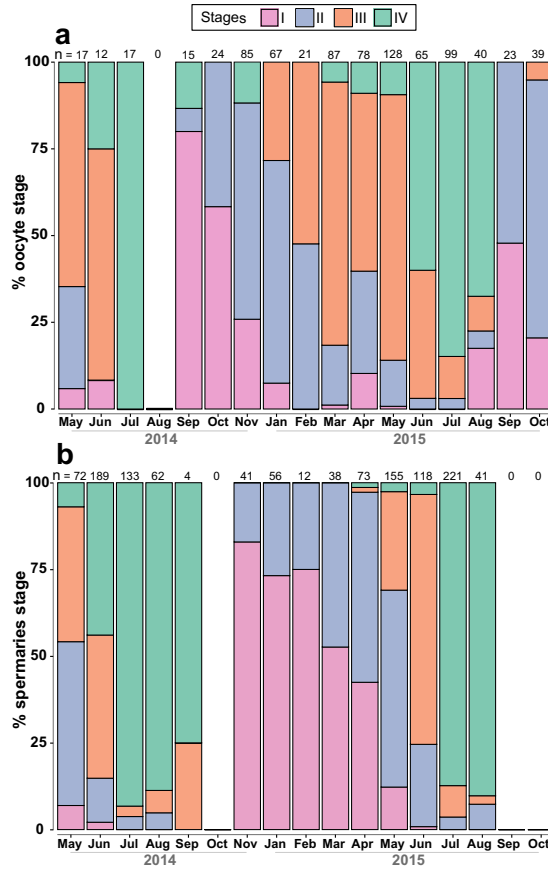 Stages I II III IV
a
n = 17 12 17 0 15 24 85 67 21 87 78 128 65 99 40 23 39
100
75
50
25
0
% oocyte stage
May Jun Jul Aug Sep Oct Nov Jan Feb Mar Apr May Jun Jul Aug Sep Oct
2014 2015
b
n = 72 189 133 62 4 0 41 56 12 38 73 155 118 221 41 0 0
100
75
50
25
0
% spermaries stage
May Jun Jul Aug Sep Oct Nov Jan Feb Mar Apr May Jun Jul Aug Sep Oct
2014 2015